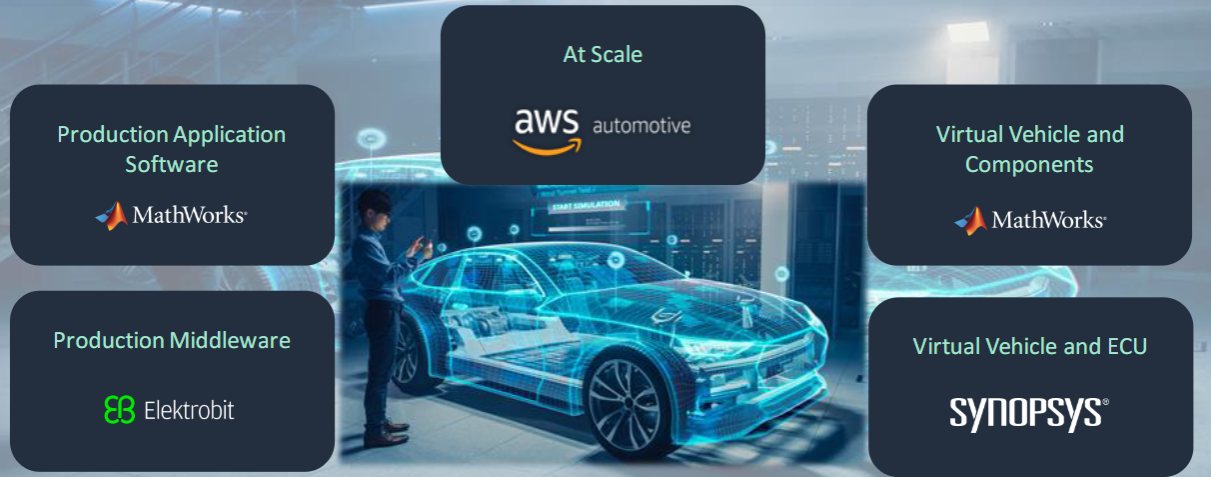 At Scale
aws automotive
Production Application
Software
MathWorks®
Virtual Vehicle and
Components
MathWorks®
START SIMULATION
Production Middleware
EB Elektrobit
Virtual Vehicle and ECU
SYNOPSYS®